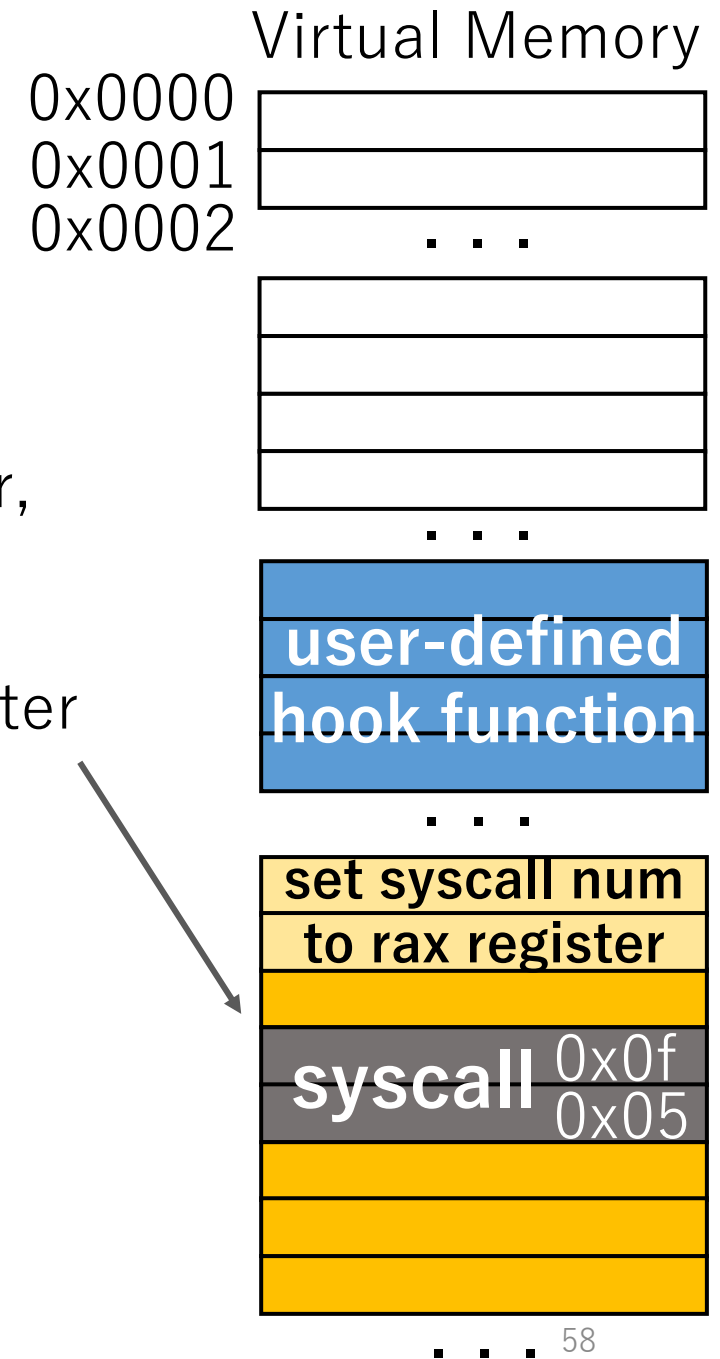 Virtual Memory
0x0000
0x0001
0x0002
. . .
r,
. . .
user-defined
hook function
ter
. . .
set syscall num
to rax register
syscall 0x0f
0x05
. . .
58